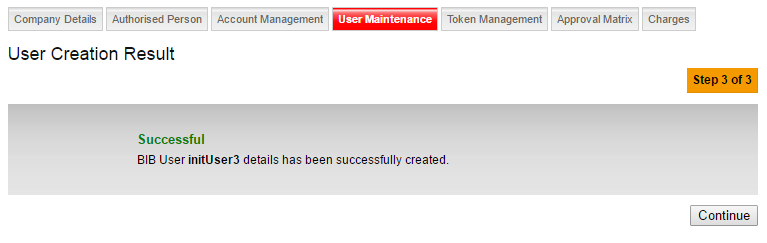 Company Details Authorised Person Account Management User Maintenance Token Management Approval Matrix Charges
User Creation Result
Step 3 of 3
Successful
BIB User initUser3 details has been successfully created.
Continue